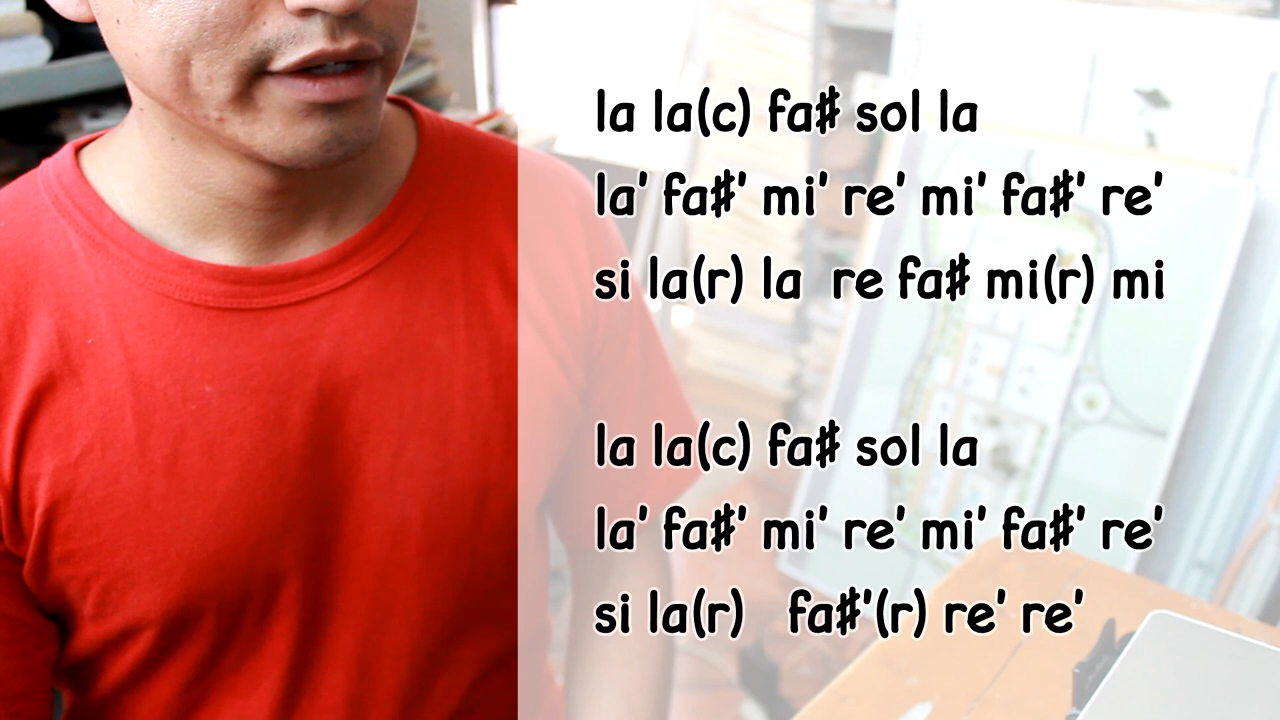 la la(c) fa# sol la
la' fa#' mi' re' mi' fa#' re'
si la(r) la re fa# mi(r) mi
la la(c) fa# sol la
la' fa#' mi' re' mi' fa#' re'
si la(r) fa#'(r) re' re'